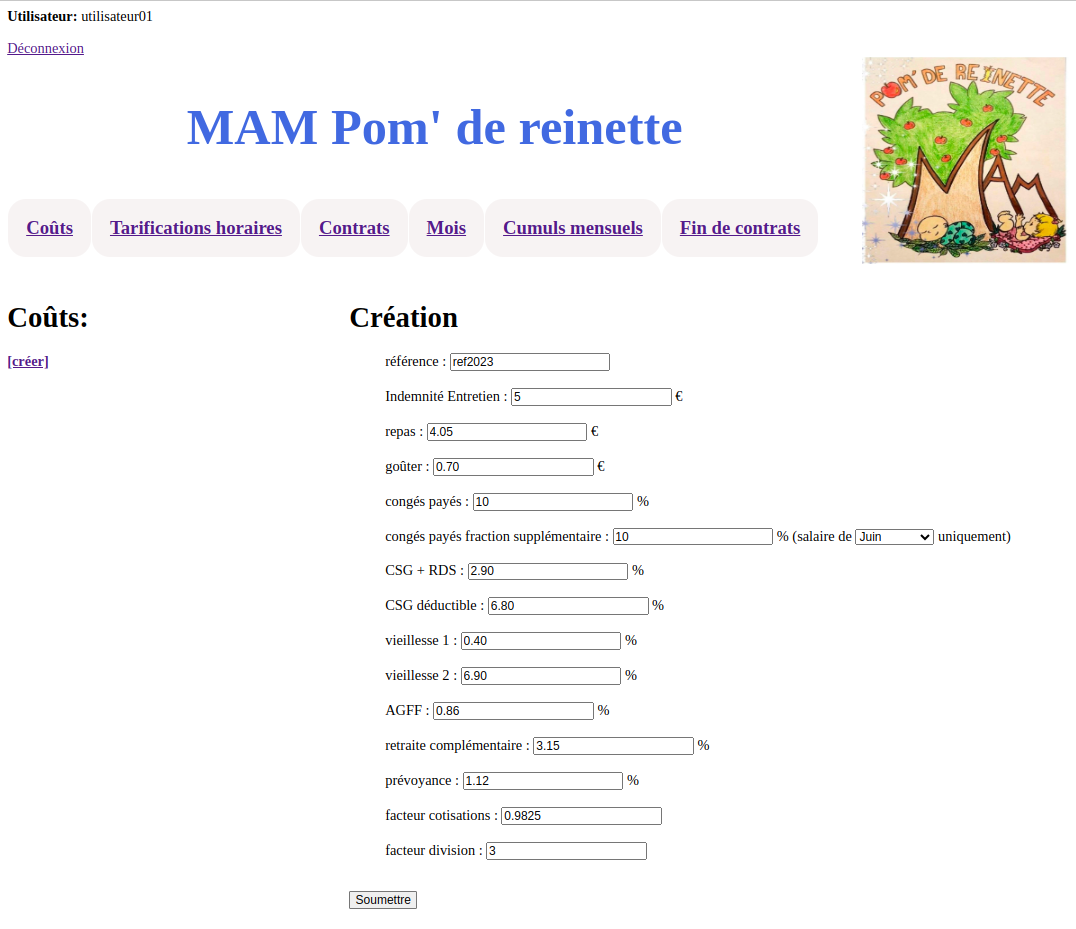 Utilisateur: utilisateur01
Déconnexion
POM' DE REINETTE
MAM
MAM Pom' de reinette
Coûts
Tarifications horaires
Contrats
Mois
Cumuls mensuels
Fin de contrats
Coûts:
[créer]
Création
référence : ref2023
Indemnité Entretien : 5 €
repas : 4.05 €
goûter : 0.70 €
congés payés : 10 %
congés payés fraction supplémentaire : 10 % (salaire de Juin uniquement)
CSG + RDS : 2.90 %
CSG déductible : 6.80 %
vieillesse 1 : 0.40 %
vieillesse 2 : 6.90 %
AGFF : 0.86 %
retraite complémentaire : 3.15 %
prévoyance : 1.12 %
facteur cotisations : 0.9825
facteur division : 3
Soumettre